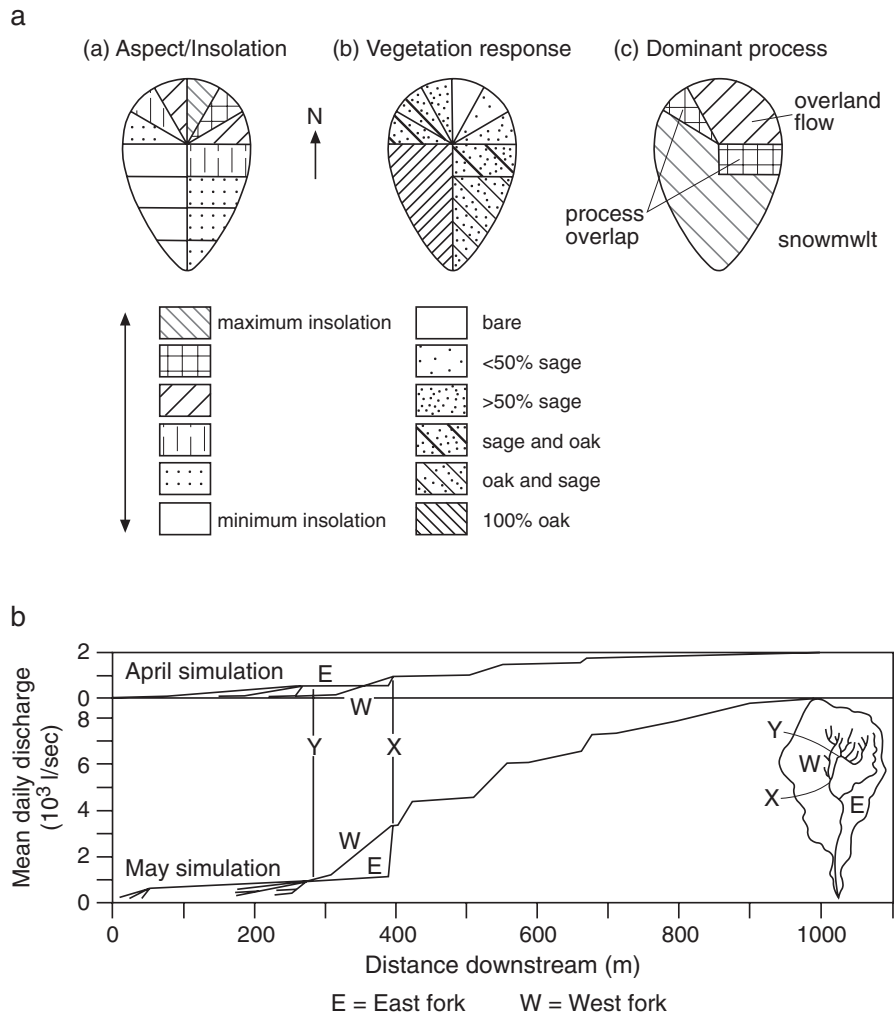 a
(a) Aspect/Insolation
(b) Vegetation response
(c) Dominant process
N
overland
flow
process
overlap
snowmwlt
maximum insolation
minimum insolation
bare
<50% sage
>50% sage
sage and oak
oak and sage
100% oak
b
Mean daily discharge
(10³ l/sec)
2
0
8
6
4
2
0
April simulation
E
W
Y
X
W
E
May simulation
Y
W
X
E
0 200 400 600 800 1000
Distance downstream (m)
E = East fork W = West fork